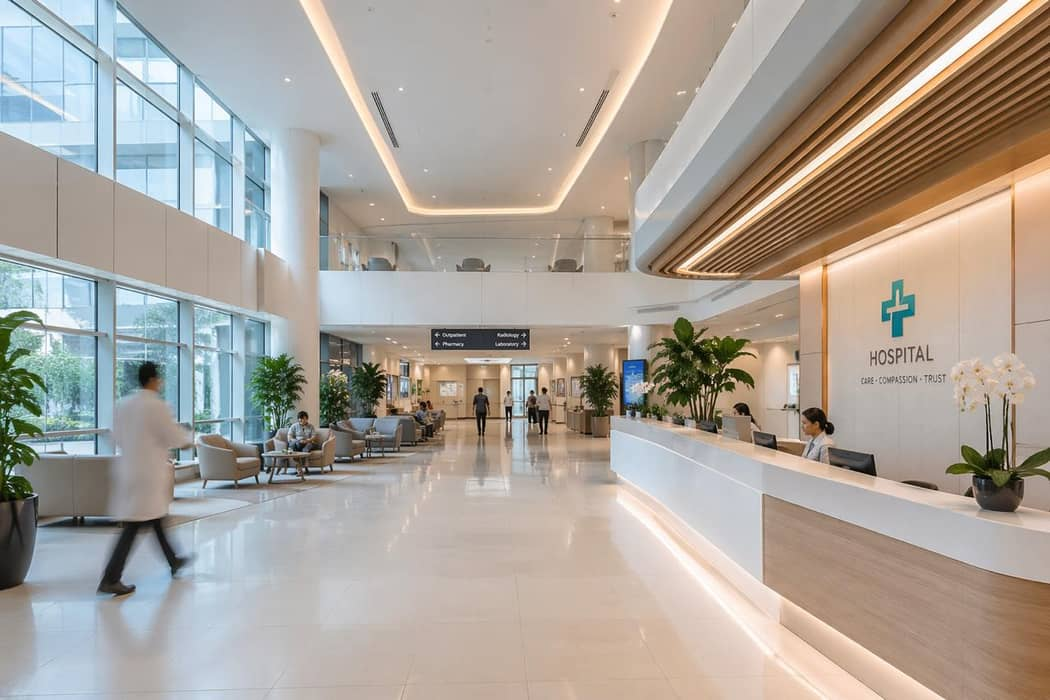 ← Outpatient Radiology →
← Pharmacy Laboratory →
HOSPITAL
CARE • COMPASSION • TRUST